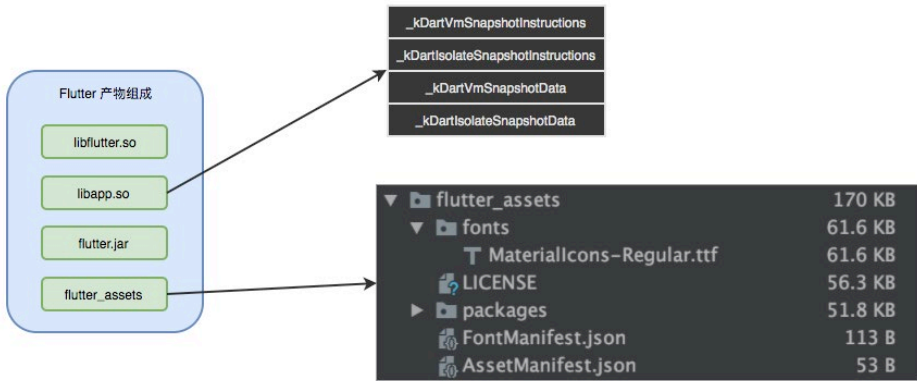 _kDartVmSnapshotInstructions
_kDartIsolateSnapshotInstructions
_kDartVmSnapshotData
_kDartIsolateSnapshotData
Flutter 产物组成
libflutter.so
libapp.so
flutter.jar
flutter_assets
flutter_assets 170 KB
fonts 61.6 KB
MaterialIcons-Regular.ttf 61.6 KB
LICENSE 56.3 KB
packages 51.8 KB
FontManifest.json 113 B
AssetManifest.json 53 B